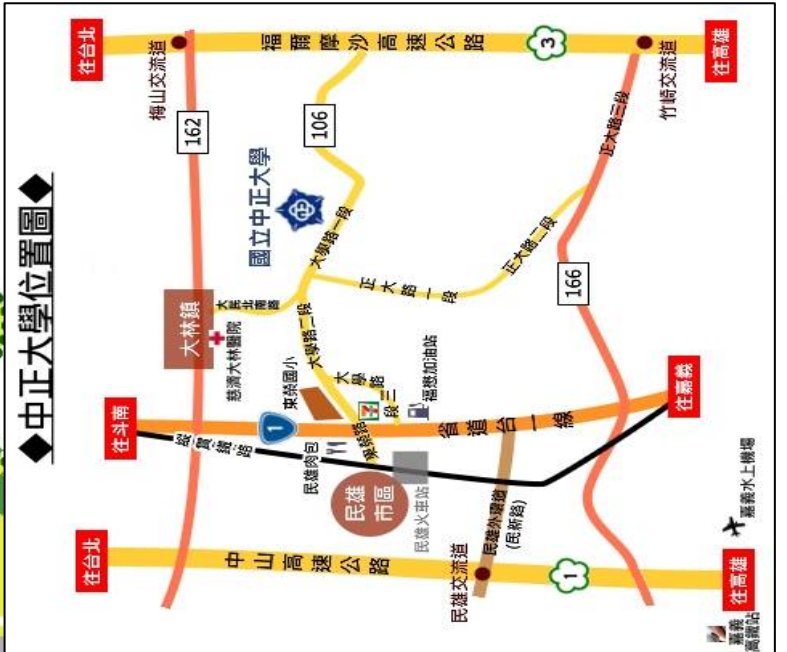 ◆中正大學位置圖◆
往台北
梅山交流道
福爾摩沙高速公路
3
竹崎交流道
往高雄
162
106
正大路三段
國立中正大學
大學路一段
正大路二段
正大路一段
166
大林鎮
大民北南路
慈濟大林醫院
大學路二段
東榮國小
大學路三段
7
福懋加油站
往斗南
1
縱貫鐵路
民雄肉包
東榮路
省道台一線
往嘉義
民雄市區
民雄火車站
民雄外環道
(民新路)
嘉義水上機場
往台北
中山高速公路
民雄交流道
1
往高雄
嘉義
高鐵站